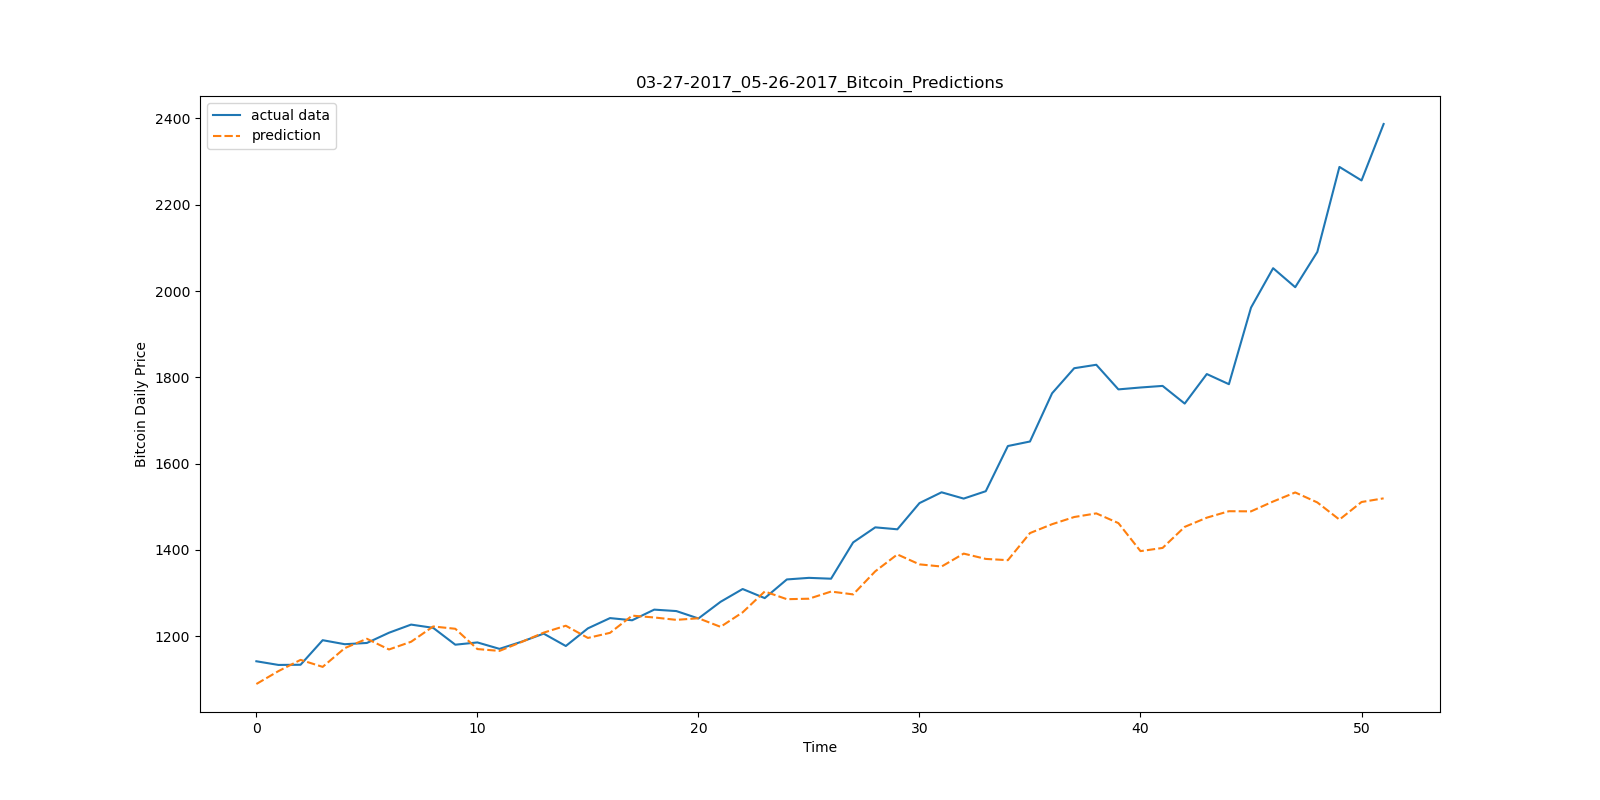 03-27-2017_05-26-2017_Bitcoin_Predictions
actual data
prediction
2400
2200
2000
1800
1600
1400
1200
Bitcoin Daily Price
0 10 20 30 40 50
Time